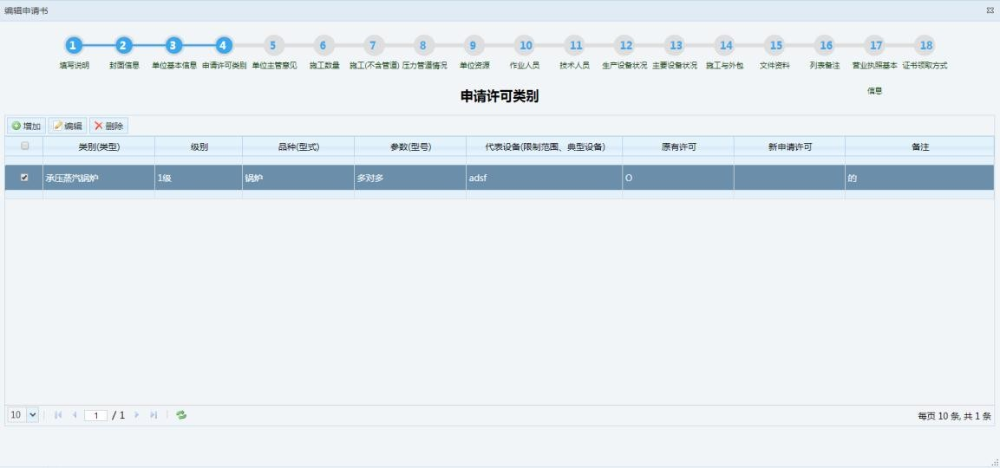 编辑申请书
1 2 3 4 5 6 7 8 9 10 11 12 13 14 15 16 17 18
填写说明 封面信息 单位基本信息 申请许可类别 单位主管意见 施工数量 施工(不含管道) 压力管道情况 单位资源 作业人员 技术人员 生产设备状况 主要设备状况 施工与外包 文件资料 列表备注 营业执照基本 证书领取方式
信息
申请许可类别
增加 编辑 删除
类别(类型) 级别 品种(型式) 参数(型号) 代表设备(限制范围、典型设备) 原有许可 新申请许可 备注
承压蒸汽锅炉 1级 锅炉 多对多 adsf O 的
10 1 / 1 每页 10 条, 共 1 条